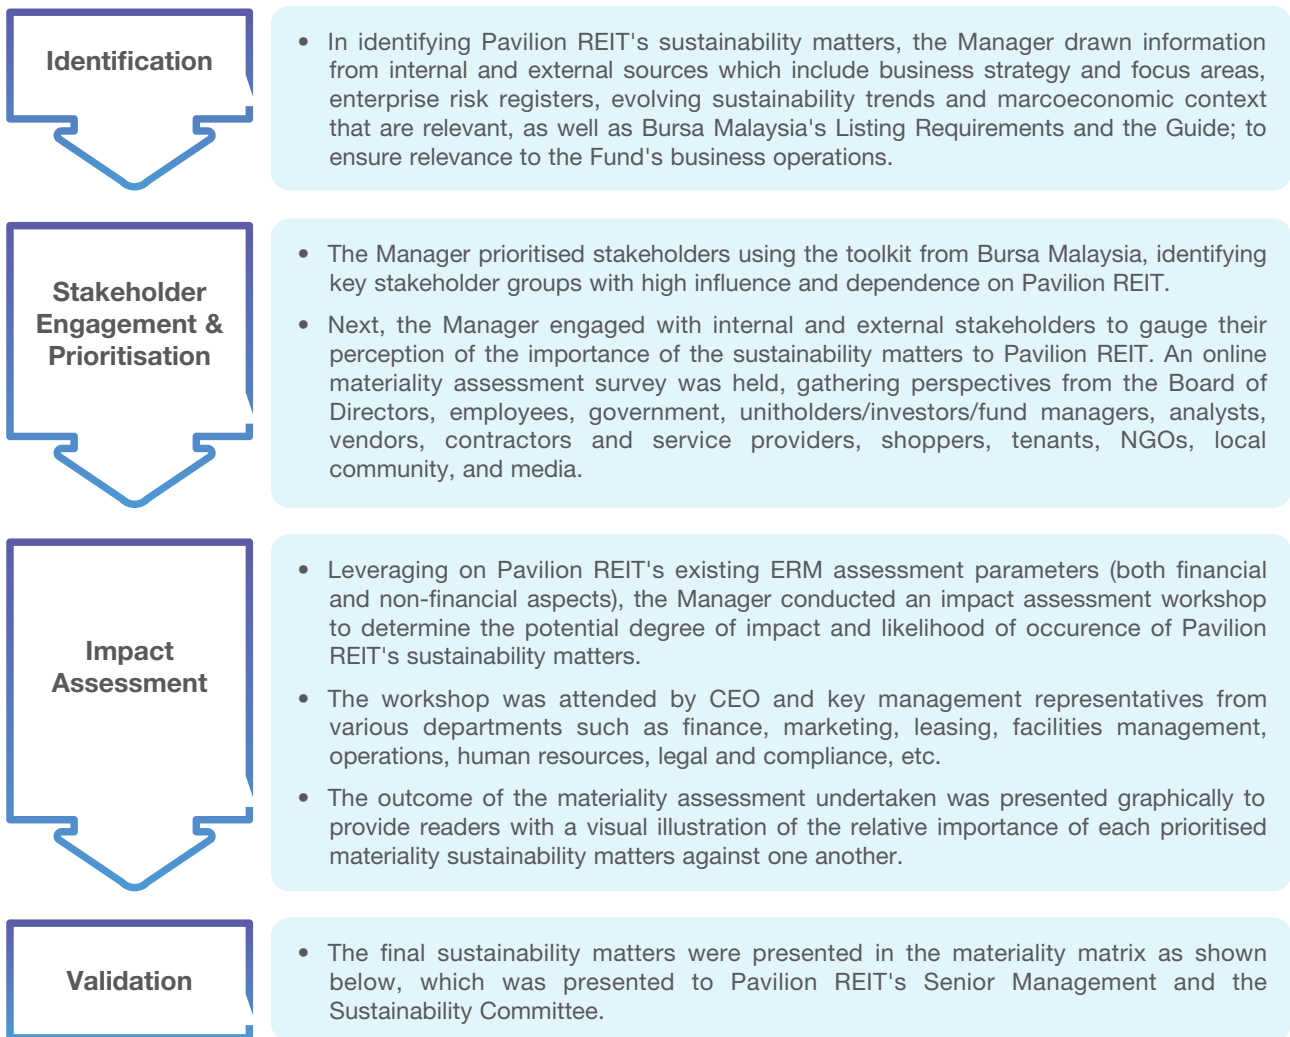 Identification
• In identifying Pavilion REIT's sustainability matters, the Manager drawn information
from internal and external sources which include business strategy and focus areas,
enterprise risk registers, evolving sustainability trends and marcoeconomic context
that are relevant, as well as Bursa Malaysia's Listing Requirements and the Guide; to
ensure relevance to the Fund's business operations.
Stakeholder
Engagement &
Prioritisation
• The Manager prioritised stakeholders using the toolkit from Bursa Malaysia, identifying
key stakeholder groups with high influence and dependence on Pavilion REIT.
• Next, the Manager engaged with internal and external stakeholders to gauge their
perception of the importance of the sustainability matters to Pavilion REIT. An online
materiality assessment survey was held, gathering perspectives from the Board of
Directors, employees, government, unitholders/investors/fund managers, analysts,
vendors, contractors and service providers, shoppers, tenants, NGOs, local
community, and media.
Impact
Assessment
• Leveraging on Pavilion REIT's existing ERM assessment parameters (both financial
and non-financial aspects), the Manager conducted an impact assessment workshop
to determine the potential degree of impact and likelihood of occurence of Pavilion
REIT's sustainability matters.
• The workshop was attended by CEO and key management representatives from
various departments such as finance, marketing, leasing, facilities management,
operations, human resources, legal and compliance, etc.
• The outcome of the materiality assessment undertaken was presented graphically to
provide readers with a visual illustration of the relative importance of each prioritised
materiality sustainability matters against one another.
Validation
• The final sustainability matters were presented in the materiality matrix as shown
below, which was presented to Pavilion REIT's Senior Management and the
Sustainability Committee.